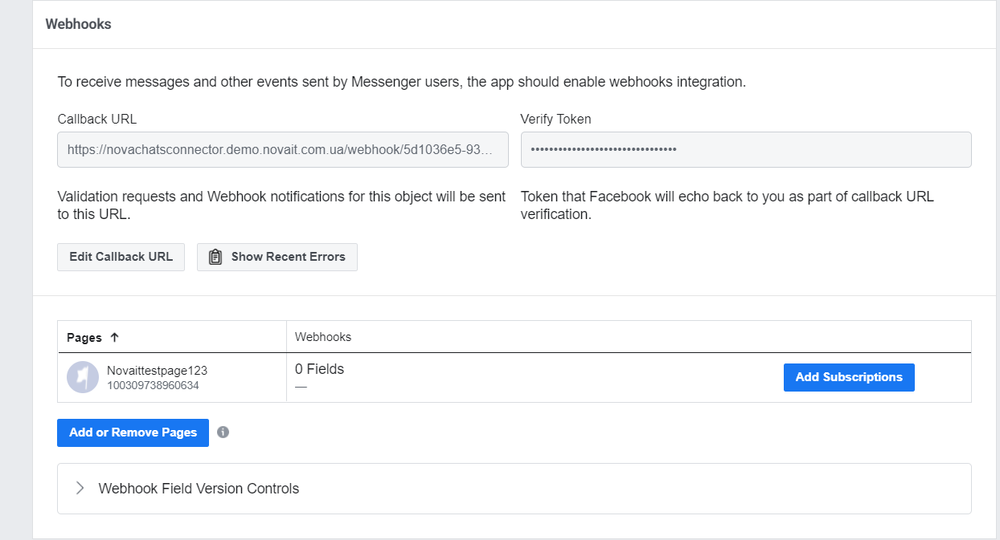 Webhooks
To receive messages and other events sent by Messenger users, the app should enable webhooks integration.
Callback URL
Verify Token
https://novachatsconnector.demo.novait.com.ua/webhook/5d1036e5-93...
••••••••••••••••••••••••••••••••
Validation requests and Webhook notifications for this object will be sent
to this URL.
Token that Facebook will echo back to you as part of callback URL
verification.
Edit Callback URL
Show Recent Errors
Pages ↑
Webhooks
Novaittestpage123
100309738960634
0 Fields
—
Add Subscriptions
Add or Remove Pages
Webhook Field Version Controls